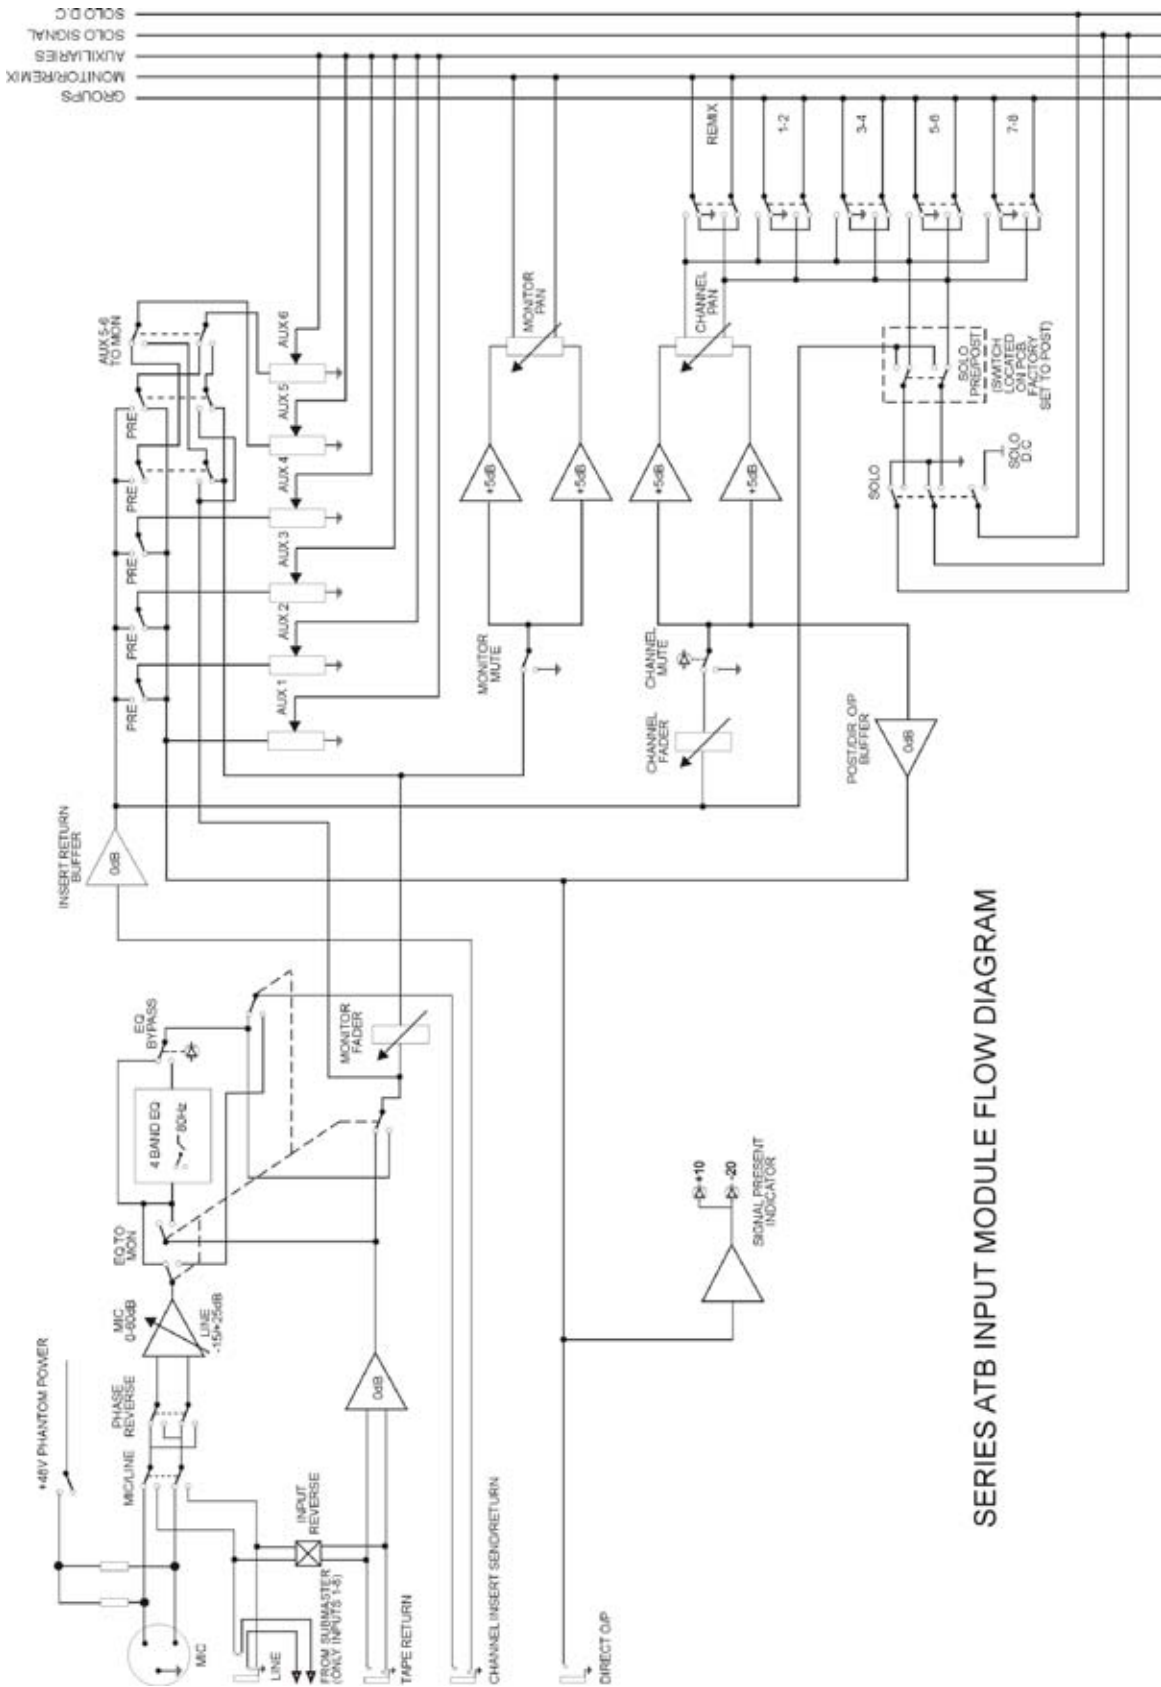 SOLO D.C
SOLO SIGNAL
AUXILIARIES
MONITOR/REMIX
GROUPS
REMIX
1-2
3-4
5-6
7-8
AUX 5-6
TO MON
PRE
PRE
PRE
PRE
PRE
AUX 6
AUX 5
AUX 4
AUX 3
AUX 2
AUX 1
MONITOR
PAN
CHANNEL
PAN
+5dB
+5dB
+5dB
+5dB
SOLO
PRE/POST
(SWITCH
LOCATED
ON PCB.
FACTORY
SET TO POST)
SOLO
SOLO
D.C
MONITOR
MUTE
CHANNEL
MUTE
CHANNEL
FADER
POST/DIR. O/P
BUFFER
0dB
INSERT RETURN
BUFFER
0dB
EQ
BYPASS
4 BAND EQ
80Hz
EQ TO
MON
MONITOR
FADER
MIC
0-60dB
LINE
-15/+25dB
+48V PHANTOM POWER
PHASE
REVERSE
MIC/LINE
0dB
INPUT
REVERSE
MIC
LINE
FROM SUBMASTER
(ONLY INPUTS 1-8)
TAPE RETURN
CHANNEL INSERT SEND/RETURN
DIRECT O/P
+10
-20
SIGNAL PRESENT
INDICATOR
SERIES ATB INPUT MODULE FLOW DIAGRAM